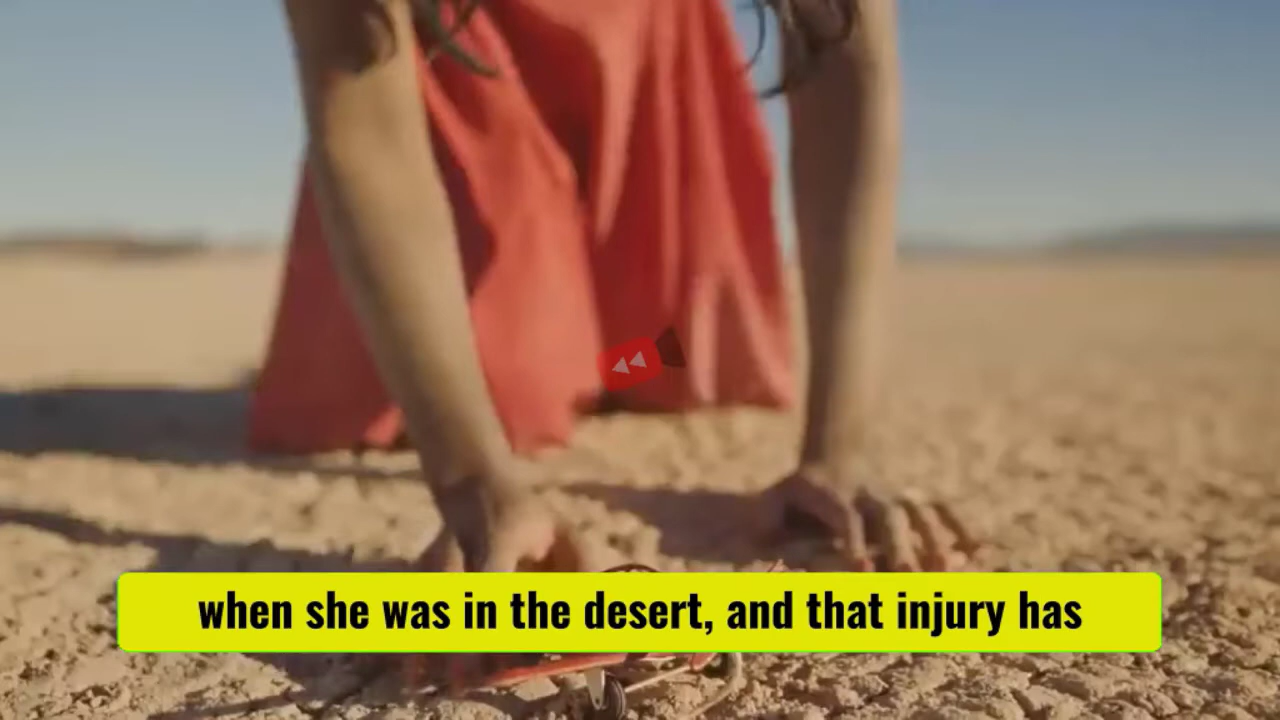 when she was in the desert, and that injury has